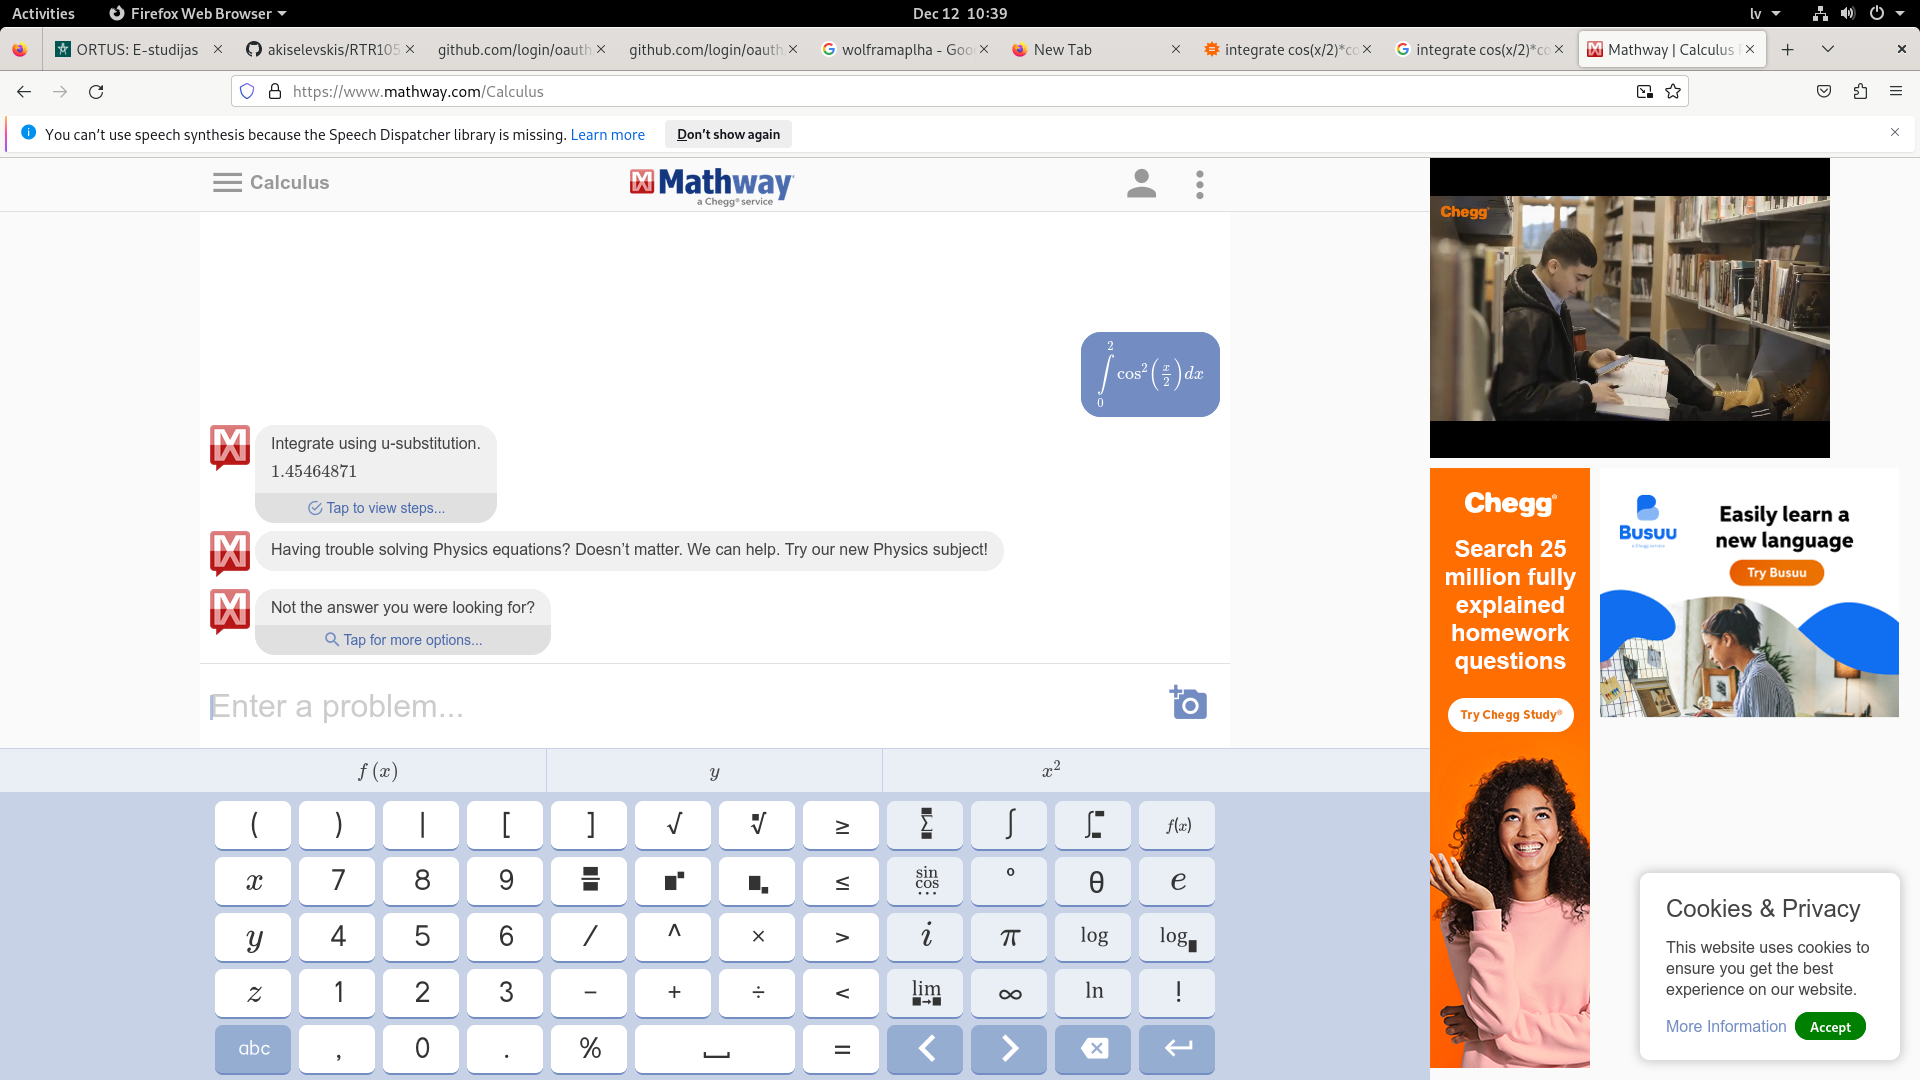 Activities
Firefox Web Browser
Dec 12 10:39
lv
ORTUS: E-studijas
akiselevskis/RTR105
github.com/login/oauth
github.com/login/oauth
wolframaplha - Goo
New Tab
integrate cos(x/2)*co
integrate cos(x/2)*co
Mathway | Calculus
https://www.mathway.com/Calculus
You can't use speech synthesis because the Speech Dispatcher library is missing. Learn more
Don't show again
Calculus
Mathway
a Chegg® service
∫₀² cos²(x/2)dx
Integrate using u-substitution.
1.45464871
Tap to view steps...
Having trouble solving Physics equations? Doesn't matter. We can help. Try our new Physics subject!
Not the answer you were looking for?
Tap for more options...
Enter a problem...
f (x)
y
x²
( ) | [ ] √ ∛ ≥ Σ ∫ ∫ f(x)
x 7 8 9 ≤ sin cos ... ° θ e
y 4 5 6 / ^ × > i π log log
z 1 2 3 − + ÷ < lim ∞ ln !
abc , 0 . % =
Chegg®
Chegg®
Search 25
million fully
explained
homework
questions
Try Chegg Study®
Busuu
a Chegg service
Easily learn a
new language
Try Busuu
Cookies & Privacy
This website uses cookies to
ensure you get the best
experience on our website.
More Information
Accept